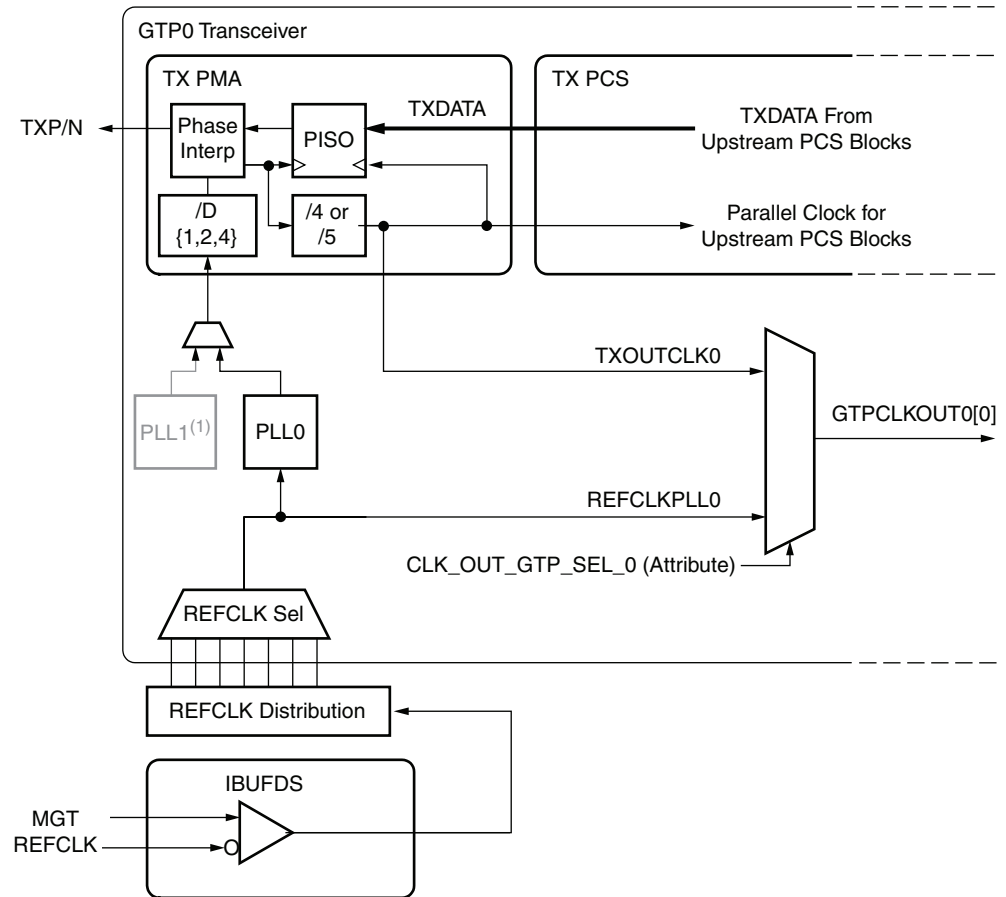 GTP0 Transceiver
TX PMA
TX PCS
TXP/N
Phase
Interp
PISO
TXDATA
TXDATA From
Upstream PCS Blocks
/D
{1,2,4}
/4 or
/5
Parallel Clock for
Upstream PCS Blocks
TXOUTCLK0
PLL1(1)
PLL0
GTPCLKOUT0[0]
REFCLKPLL0
CLK_OUT_GTP_SEL_0 (Attribute)
REFCLK Sel
REFCLK Distribution
IBUFDS
MGT
REFCLK